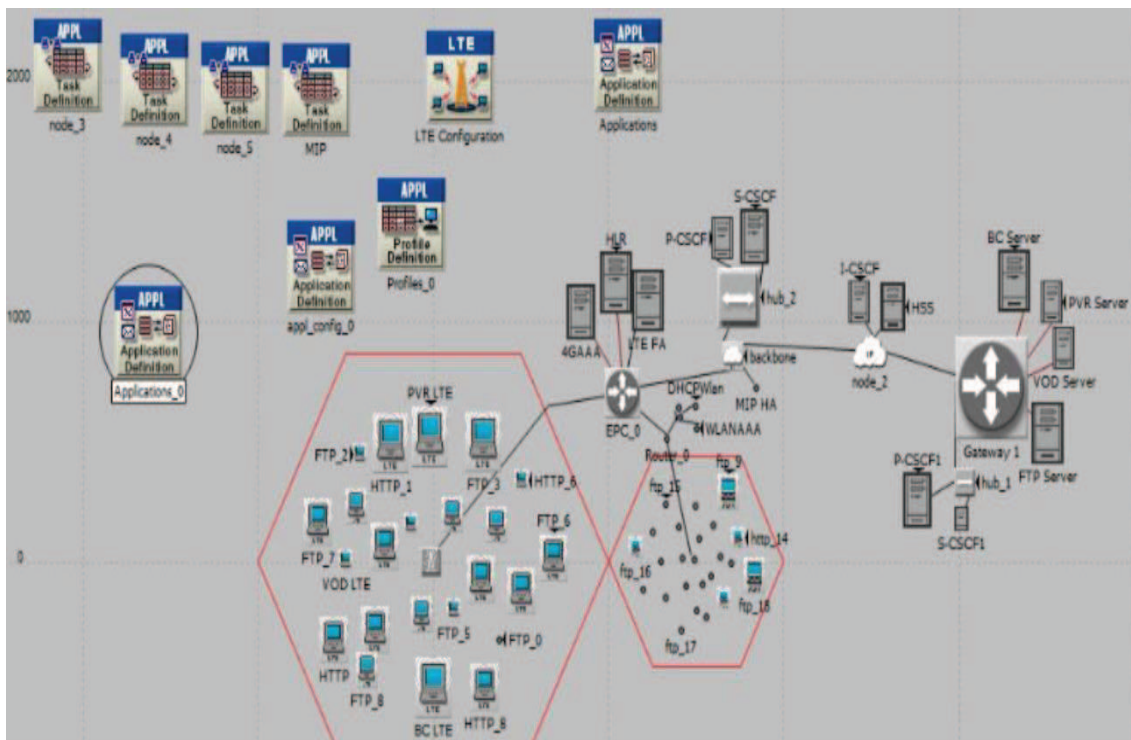 APPL
Task
Definition
node_3
APPL
Task
Definition
node_4
APPL
Task
Definition
node_5
APPL
Task
Definition
MIP
LTE
LTE Configuration
APPL
Application
Definition
Applications
2000
APPL
Profile
Definition
Profiles_0
APPL
Application
Definition
appl_config_0
APPL
Application
Definition
Applications_0
1000
0
S-CSCF
P-CSCF
hub_2
HLR
4GAAA
LTE FA
backbone
EPC_0
MIP HA
DHCPWlan
WLANAAA
Router_0
I-CSCF
HSS
IP
node_2
BC Server
PVR Server
VOD Server
Gateway 1
FTP Server
P-CSCF1
hub_1
S-CSCF1
PVR LTE
FTP_2
HTTP_1
FTP_3
HTTP_6
FTP_6
FTP_7
VOD LTE
FTP_5
FTP_0
HTTP
FTP_8
BC LTE
HTTP_8
ftp_9
ftp_15
http_14
ftp_16
ftp_18
ftp_17